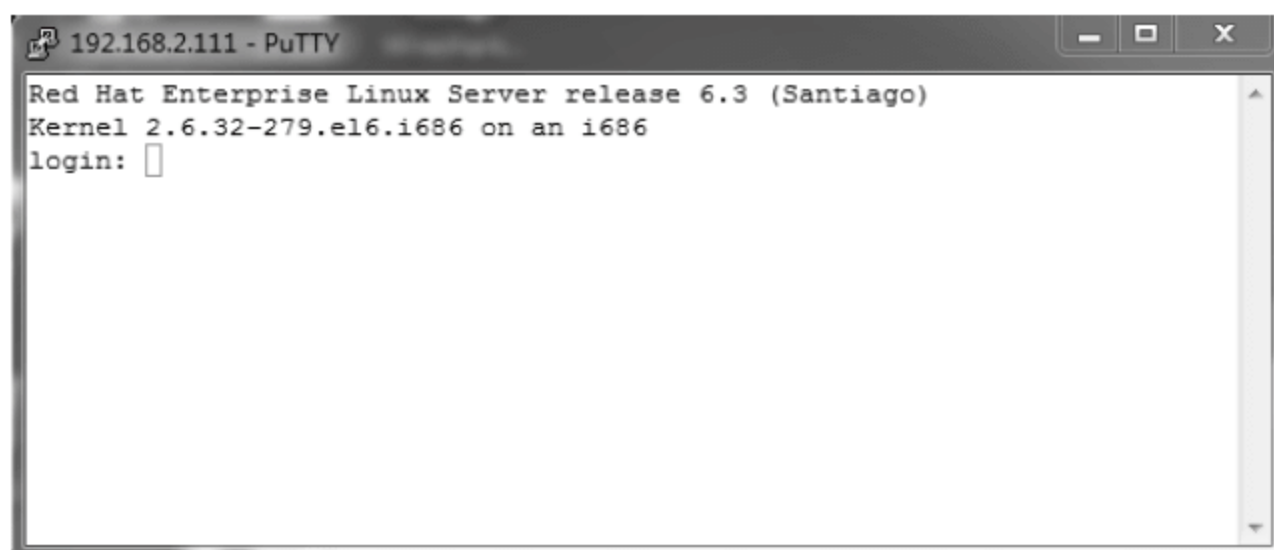 192.168.2.111 - PuTTY
Red Hat Enterprise Linux Server release 6.3 (Santiago)
Kernel 2.6.32-279.el6.i686 on an i686
login: